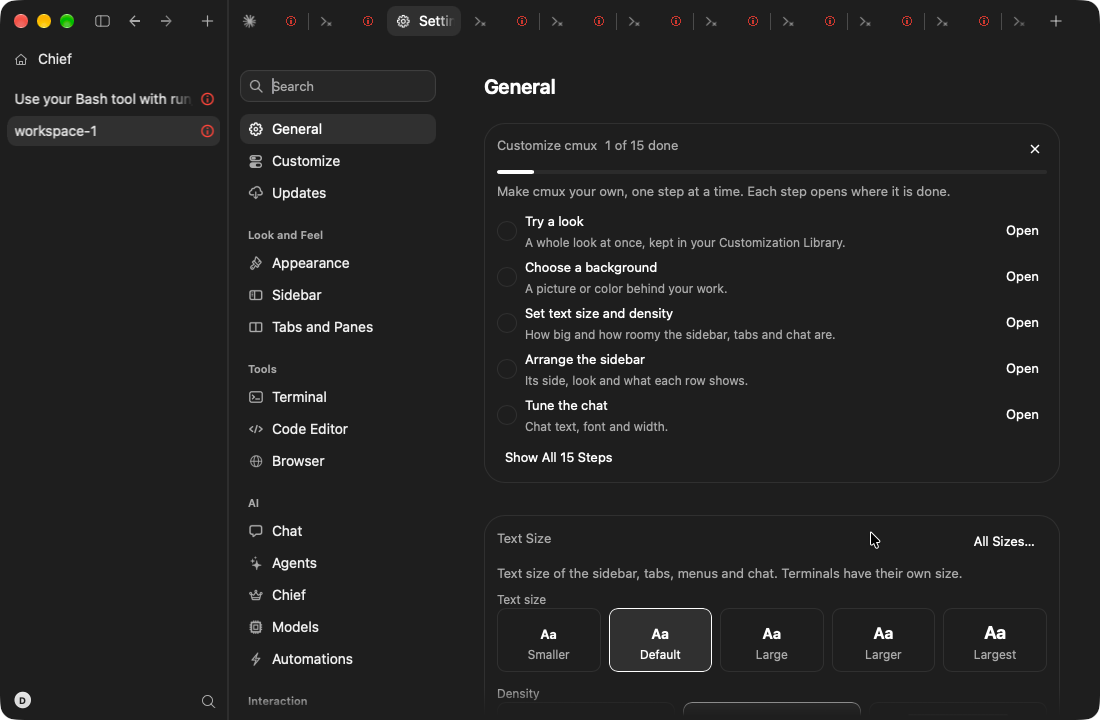 Settin
Chief
Use your Bash tool with run
workspace-1
D
Search
General
Customize
Updates
Look and Feel
Appearance
Sidebar
Tabs and Panes
Tools
Terminal
Code Editor
Browser
AI
Chat
Agents
Chief
Models
Automations
Interaction
General
Customize cmux 1 of 15 done
Make cmux your own, one step at a time. Each step opens where it is done.
Try a look
A whole look at once, kept in your Customization Library.
Open
Choose a background
A picture or color behind your work.
Open
Set text size and density
How big and how roomy the sidebar, tabs and chat are.
Open
Arrange the sidebar
Its side, look and what each row shows.
Open
Tune the chat
Chat text, font and width.
Open
Show All 15 Steps
Text Size
All Sizes...
Text size of the sidebar, tabs, menus and chat. Terminals have their own size.
Text size
Aa Aa Aa Aa Aa
Smaller Default Large Larger Largest
Density